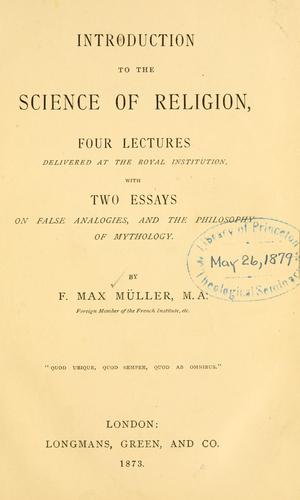 INTRODUCTION
TO THE
SCIENCE OF RELIGION,
FOUR LECTURES
DELIVERED AT THE ROYAL INSTITUTION,
WITH
TWO ESSAYS
ON FALSE ANALOGIES, AND THE PHILOSOPHY
OF MYTHOLOGY.
Library of Princeton
May 26, 1879
Theological Seminary
BY
F. MAX MÜLLER, M.A.
Foreign Member of the French Institute, etc.
"QUOD UBIQUE, QUOD SEMPER, QUOD AB OMNIBUS."
LONDON:
LONGMANS, GREEN, AND CO.
1873.